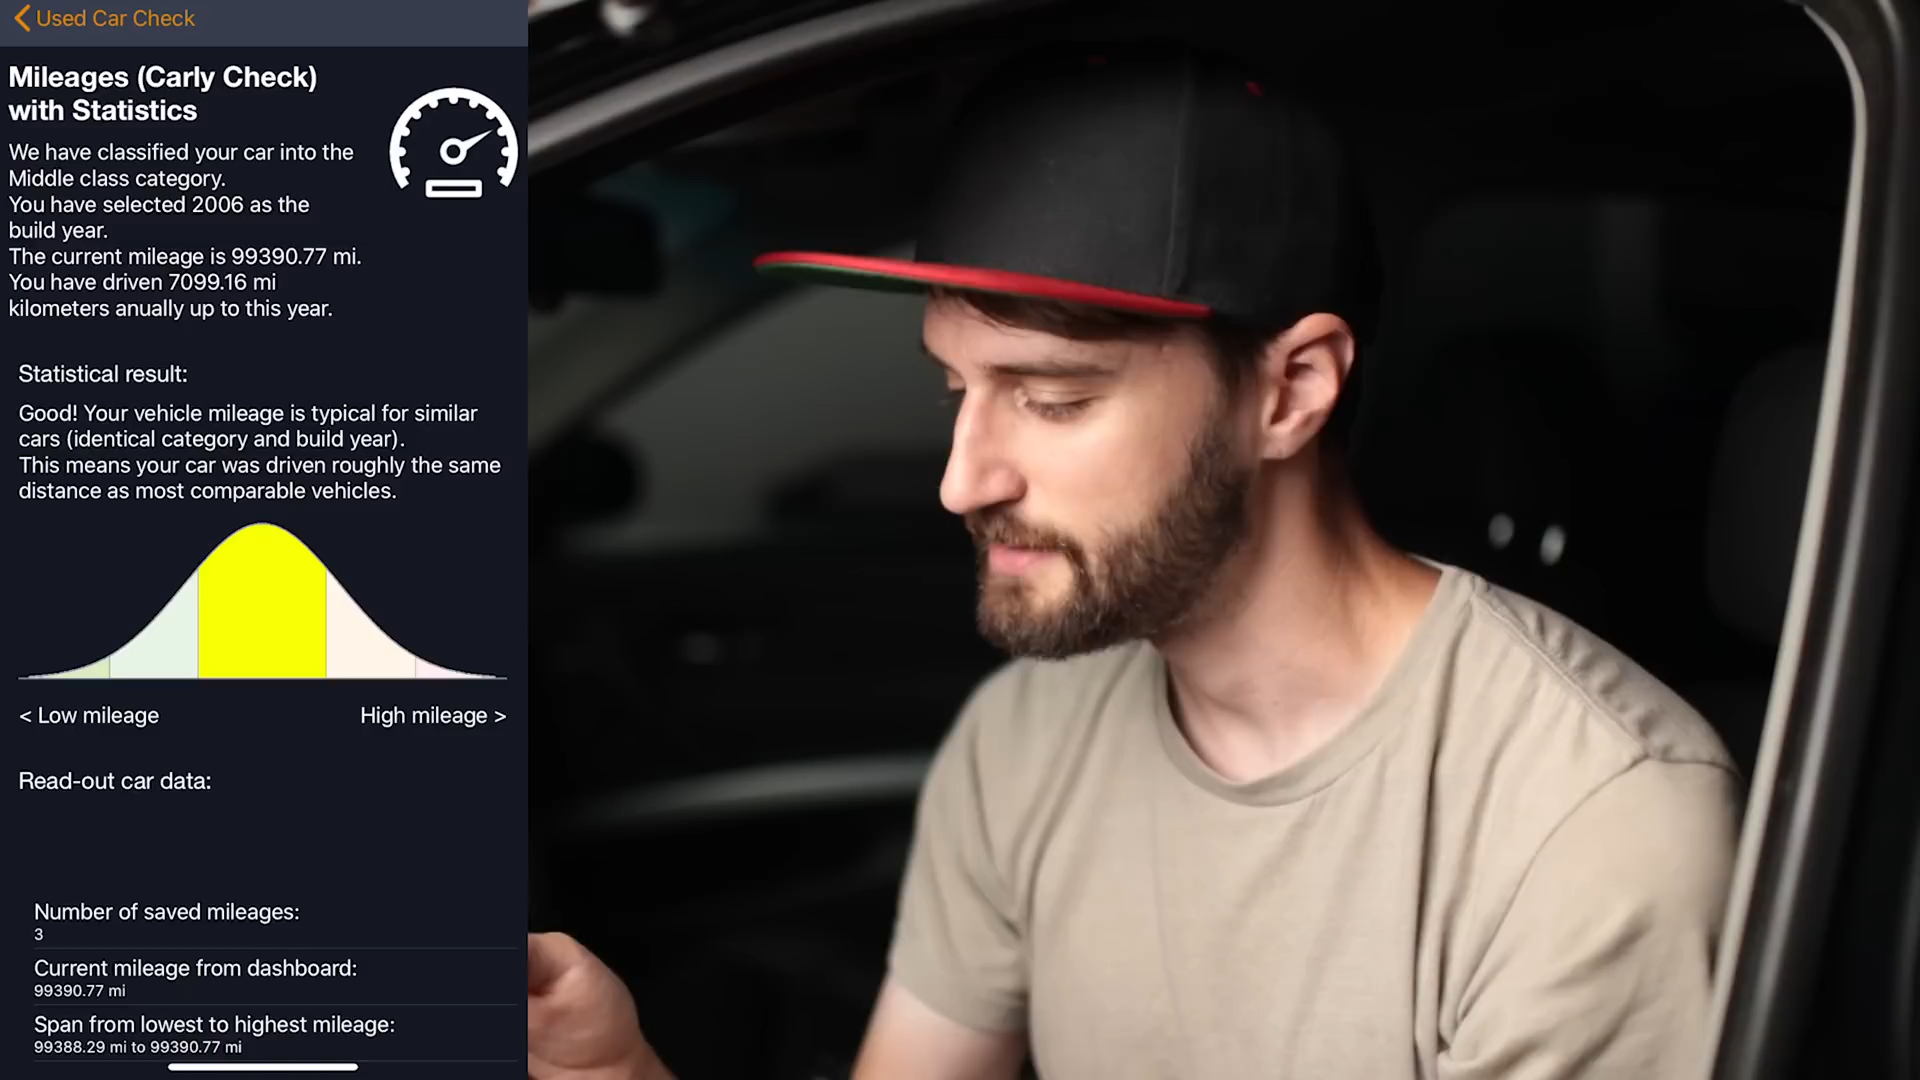 Used Car Check
Mileages (Carly Check)
with Statistics
We have classified your car into the
Middle class category.
You have selected 2006 as the
build year.
The current mileage is 99390.77 mi.
You have driven 7099.16 mi
kilometers anually up to this year.
Statistical result:
Good! Your vehicle mileage is typical for similar
cars (identical category and build year).
This means your car was driven roughly the same
distance as most comparable vehicles.
< Low mileage
High mileage >
Read-out car data:
Number of saved mileages:
3
Current mileage from dashboard:
99390.77 mi
Span from lowest to highest mileage:
99388.29 mi to 99390.77 mi